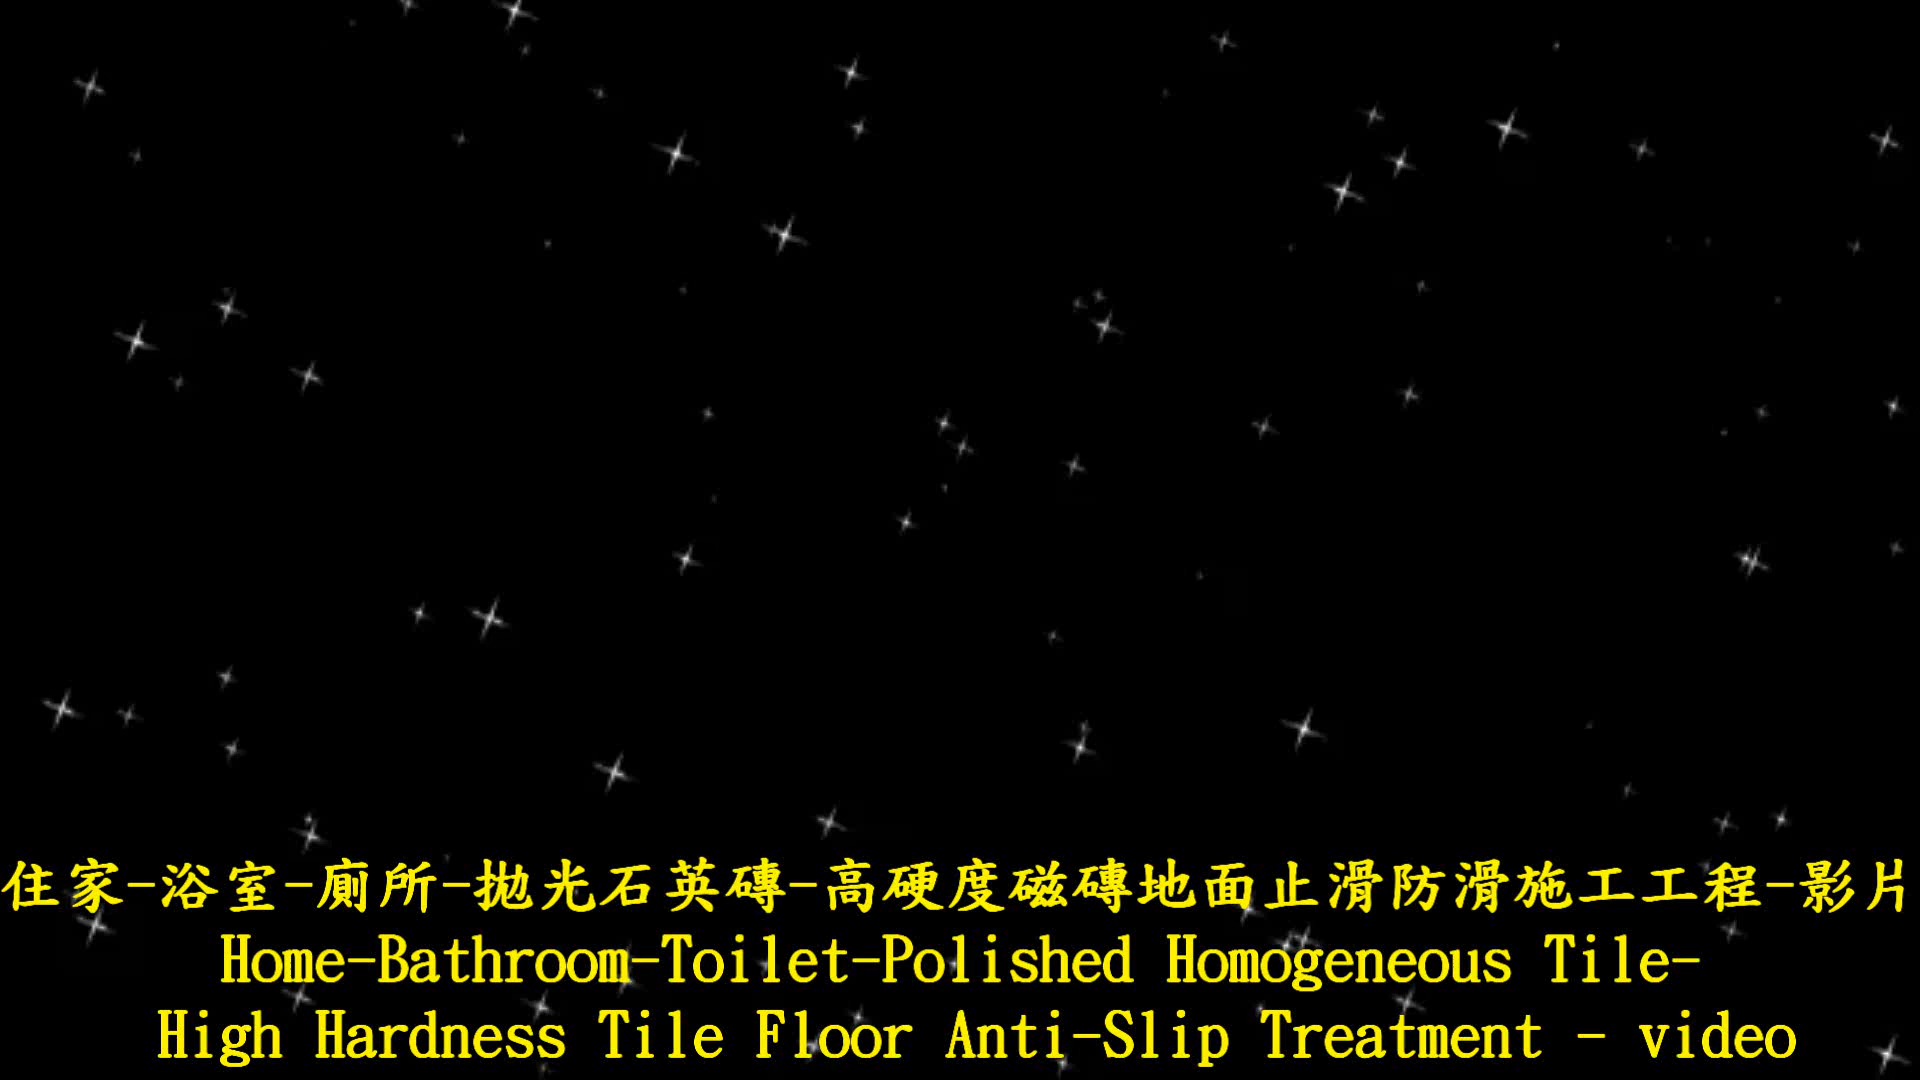 住家-浴室-廁所-拋光石英磚-高硬度磁磚地面止滑防滑施工工程-影片
Home-Bathroom-Toilet-Polished Homogeneous Tile-
High Hardness Tile Floor Anti-Slip Treatment - video